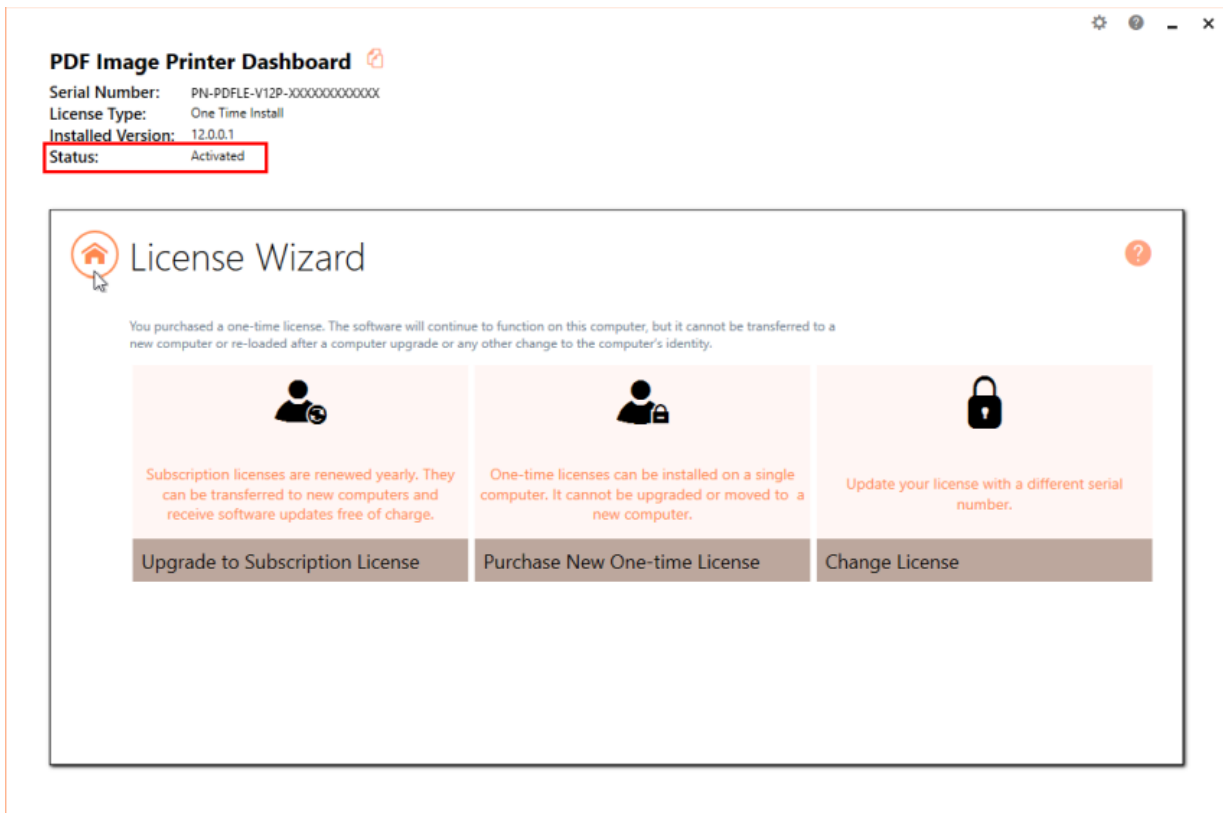 PDF Image Printer Dashboard
Serial Number: PN-PDFLE-V12P-XXXXXXXXXXXX
License Type: One Time Install
Installed Version: 12.0.0.1
Status: Activated
License Wizard
?
You purchased a one-time license. The software will continue to function on this computer, but it cannot be transferred to a
new computer or re-loaded after a computer upgrade or any other change to the computer's identity.
Subscription licenses are renewed yearly. They
can be transferred to new computers and
receive software updates free of charge.
Upgrade to Subscription License
One-time licenses can be installed on a single
computer. It cannot be upgraded or moved to a
new computer.
Purchase New One-time License
Update your license with a different serial
number.
Change License